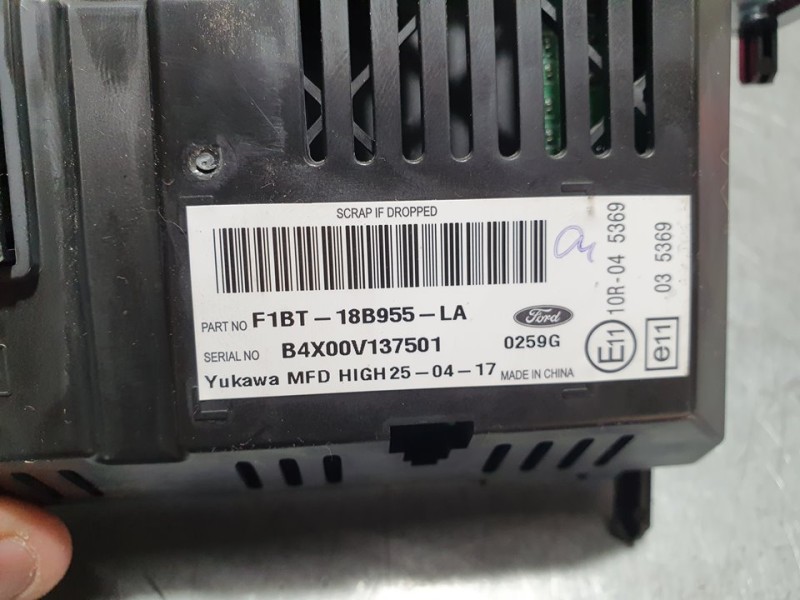 SCRAP IF DROPPED
PART NO F1BT-18B955-LA
Ford
SERIAL NO B4X00V137501
0259G
Yukawa MFD HIGH 25-04-17 MADE IN CHINA
E11 10R-04 5369
e11 03 5369